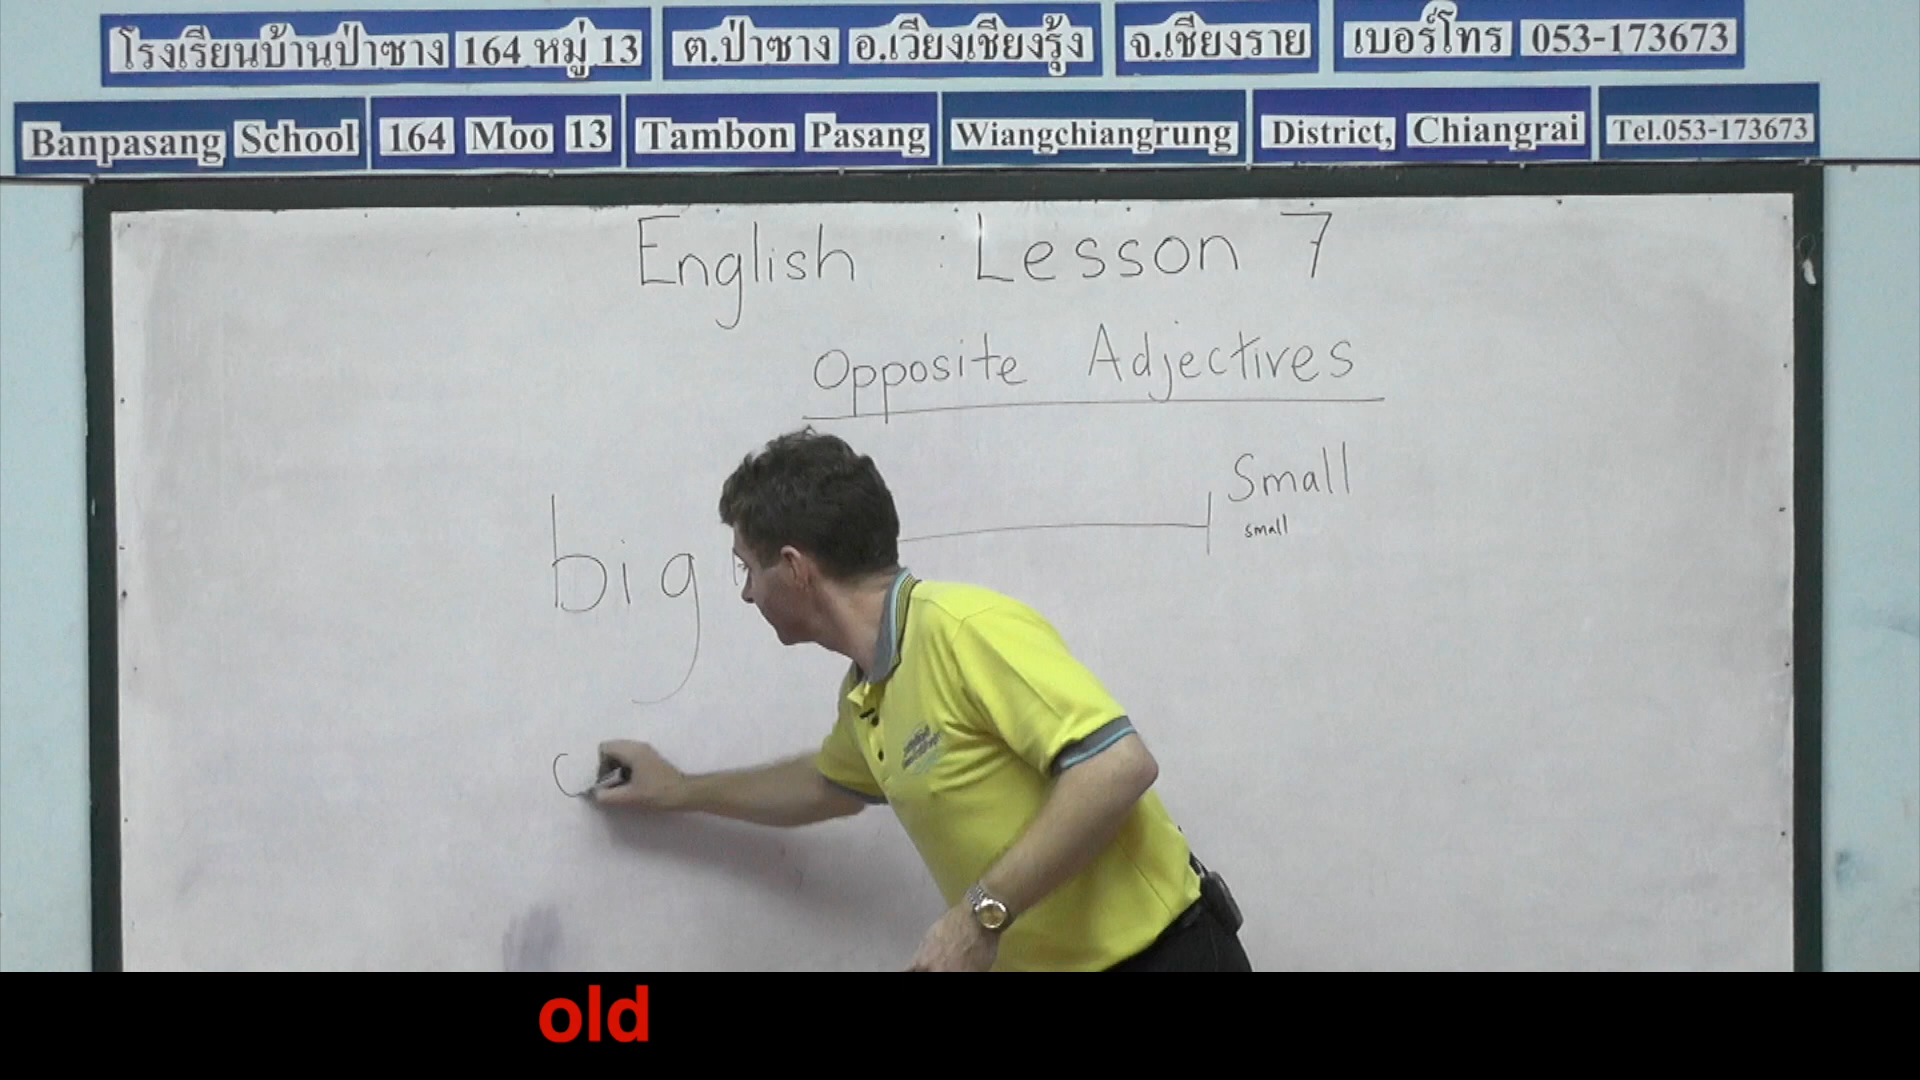 โรงเรียนบ้านป่าซาง 164 หมู่ 13 ต.ป่าซาง อ.เวียงเชียงรุ้ง จ.เชียงราย เบอร์โทร 053-173673
Banpasang School 164 Moo 13 Tambon Pasang Wiangchiangrung District, Chiangrai Tel.053-173673
English : Lesson 7
Opposite Adjectives
big Small
small
old